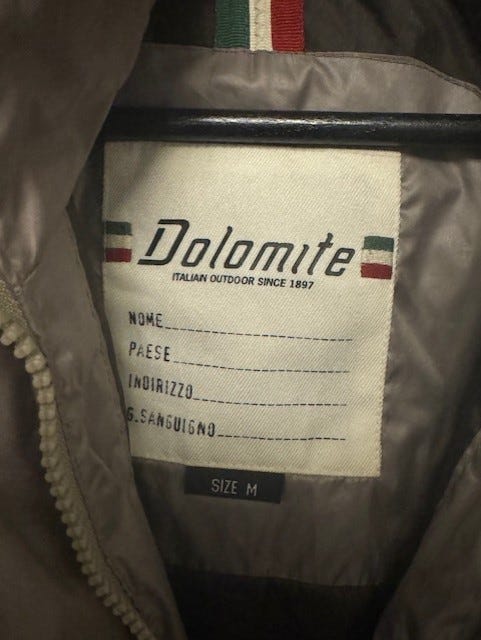 Dolomite
ITALIAN OUTDOOR SINCE 1897
NOME
PAESE
INDIRIZZO
G.SANGUIGNO
SIZE M